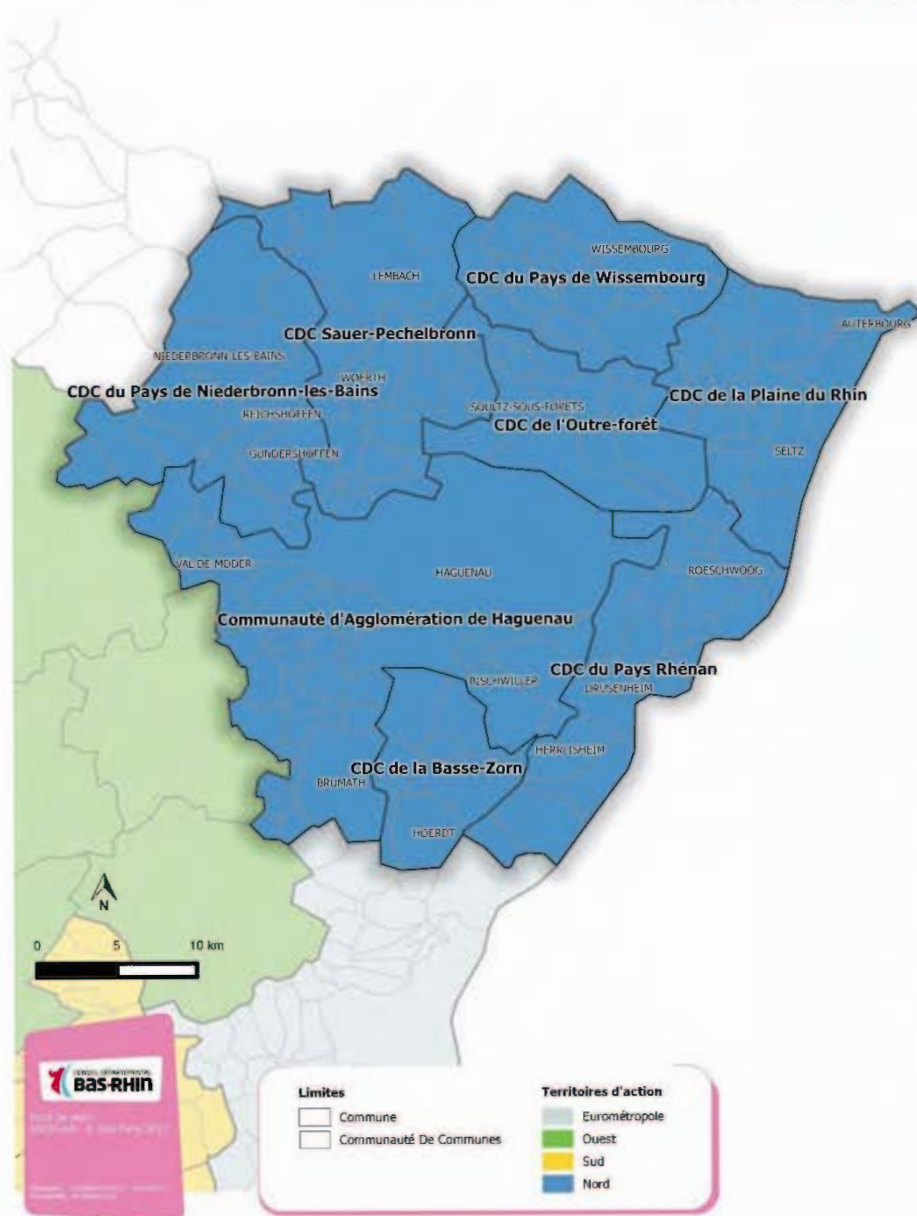 WISSEMBOURG
CDC du Pays de Wissembourg
LEMBACH
AUTERBOURG
CDC Sauer-Pechelbronn
NIEDERBRONN-LES-BAINS
WOERTH
CDC du Pays de Niederbronn-les-Bains
CDC de la Plaine du Rhin
REICHSHOFFEN
SOULTZ-SOUS-FORETS
CDC de l'Outre-forêt
GUNDERSHOFFEN
SELTZ
VAL DE MODER
HAGUENAU
ROESCHWOOG
Communauté d'Agglomération de Haguenau
CDC du Pays Rhénan
BISCHWILLER
DRUSENHEIM
HERRLISHEIM
CDC de la Basse-Zorn
BRUMATH
HOERDT
N
0 5 10 km
CONSEIL DÉPARTEMENTAL
BAS-RHIN
Limites
Commune
Communauté De Communes
Territoires d'action
Eurométropole
Ouest
Sud
Nord